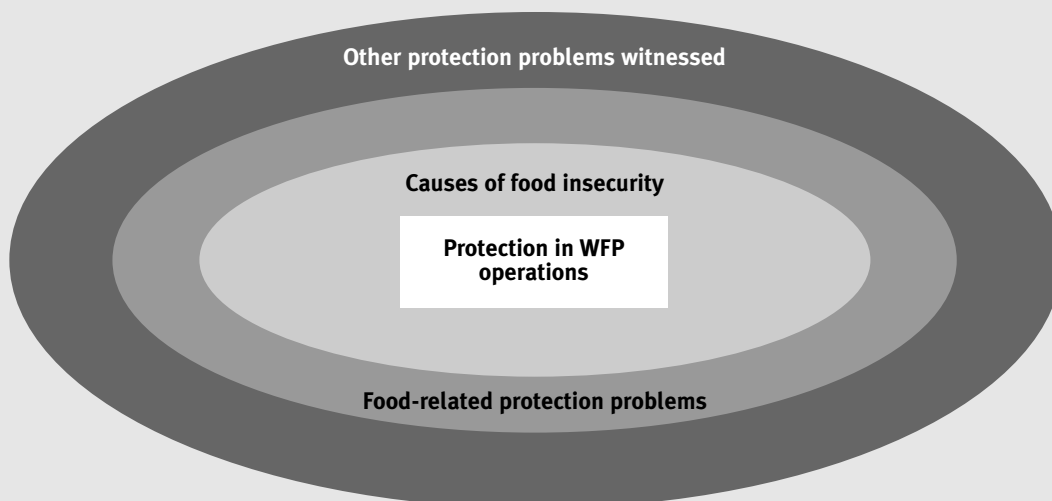 Other protection problems witnessed
Causes of food insecurity
Protection in WFP
operations
Food-related protection problems